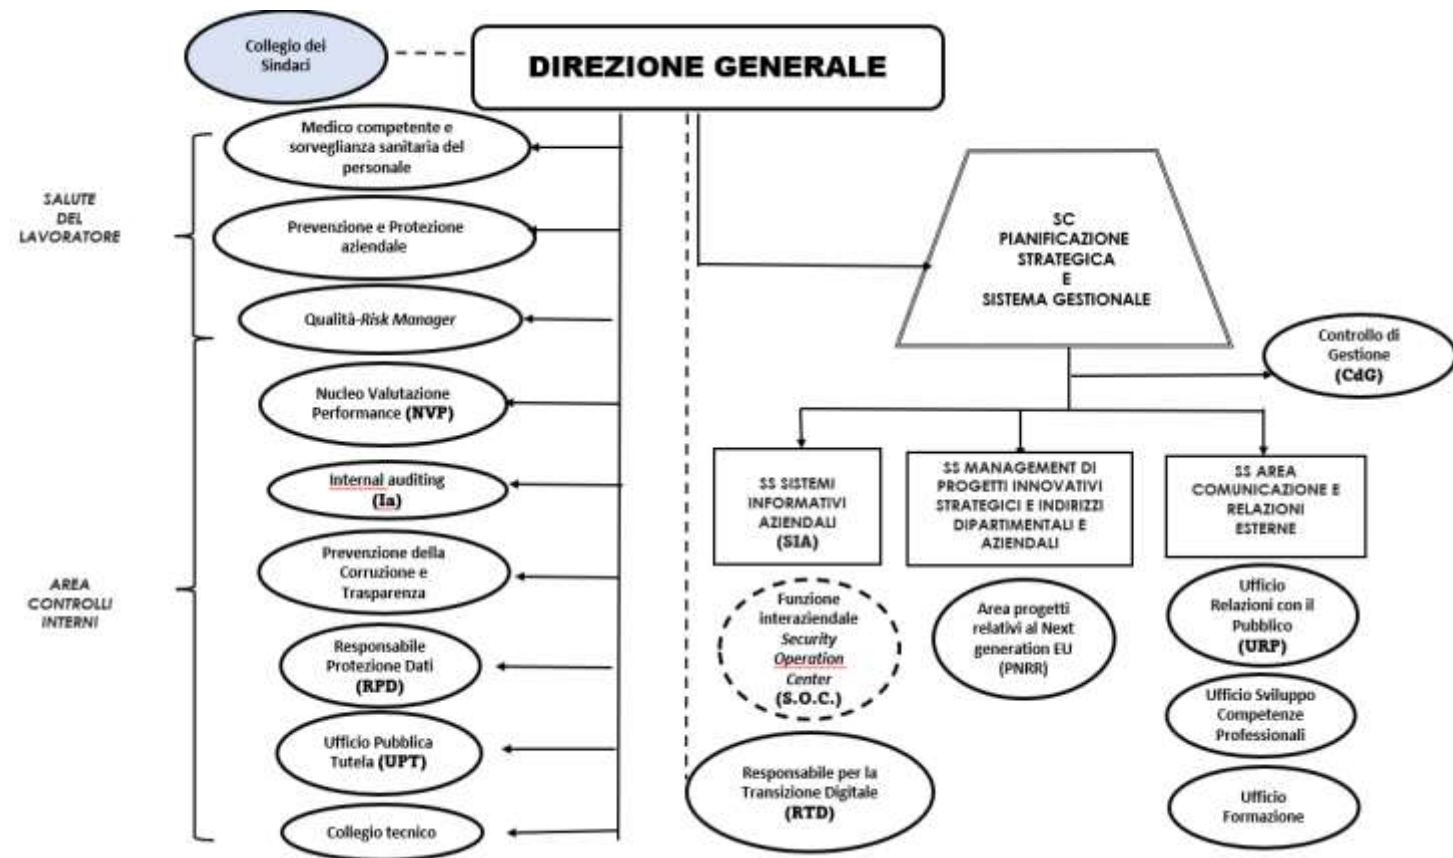 Collegio dei
Sindaci
DIREZIONE GENERALE
SALUTE
DEL
LAVORATORE
Medico competente e
sorveglianza sanitaria del
personale
Prevenzione e Protezione
aziendale
Qualità-Risk Manager
AREA
CONTROLLI
INTERNI
Nucleo Valutazione
Performance (NVP)
Internal auditing
(Ia)
Prevenzione della
Corruzione e
Trasparenza
Responsabile
Protezione Dati
(RPD)
Ufficio Pubblica
Tutela (UPT)
Collegio tecnico
SC
PIANIFICAZIONE
STRATEGICA
E
SISTEMA GESTIONALE
Controllo di
Gestione
(CdG)
SS SISTEMI
INFORMATIVI
AZIENDALI
(SIA)
Funzione
interaziendale
Security
Operation
Center
(S.O.C.)
Responsabile per la
Transizione Digitale
(RTD)
SS MANAGEMENT DI
PROGETTI INNOVATIVI
STRATEGICI E INDIRIZZI
DIPARTIMENTALI E
AZIENDALI
Area progetti
relativi al Next
generation EU
(PNRR)
SS AREA
COMUNICAZIONE E
RELAZIONI
ESTERNE
Ufficio
Relazioni con il
Pubblico
(URP)
Ufficio Sviluppo
Competenze
Professionali
Ufficio
Formazione